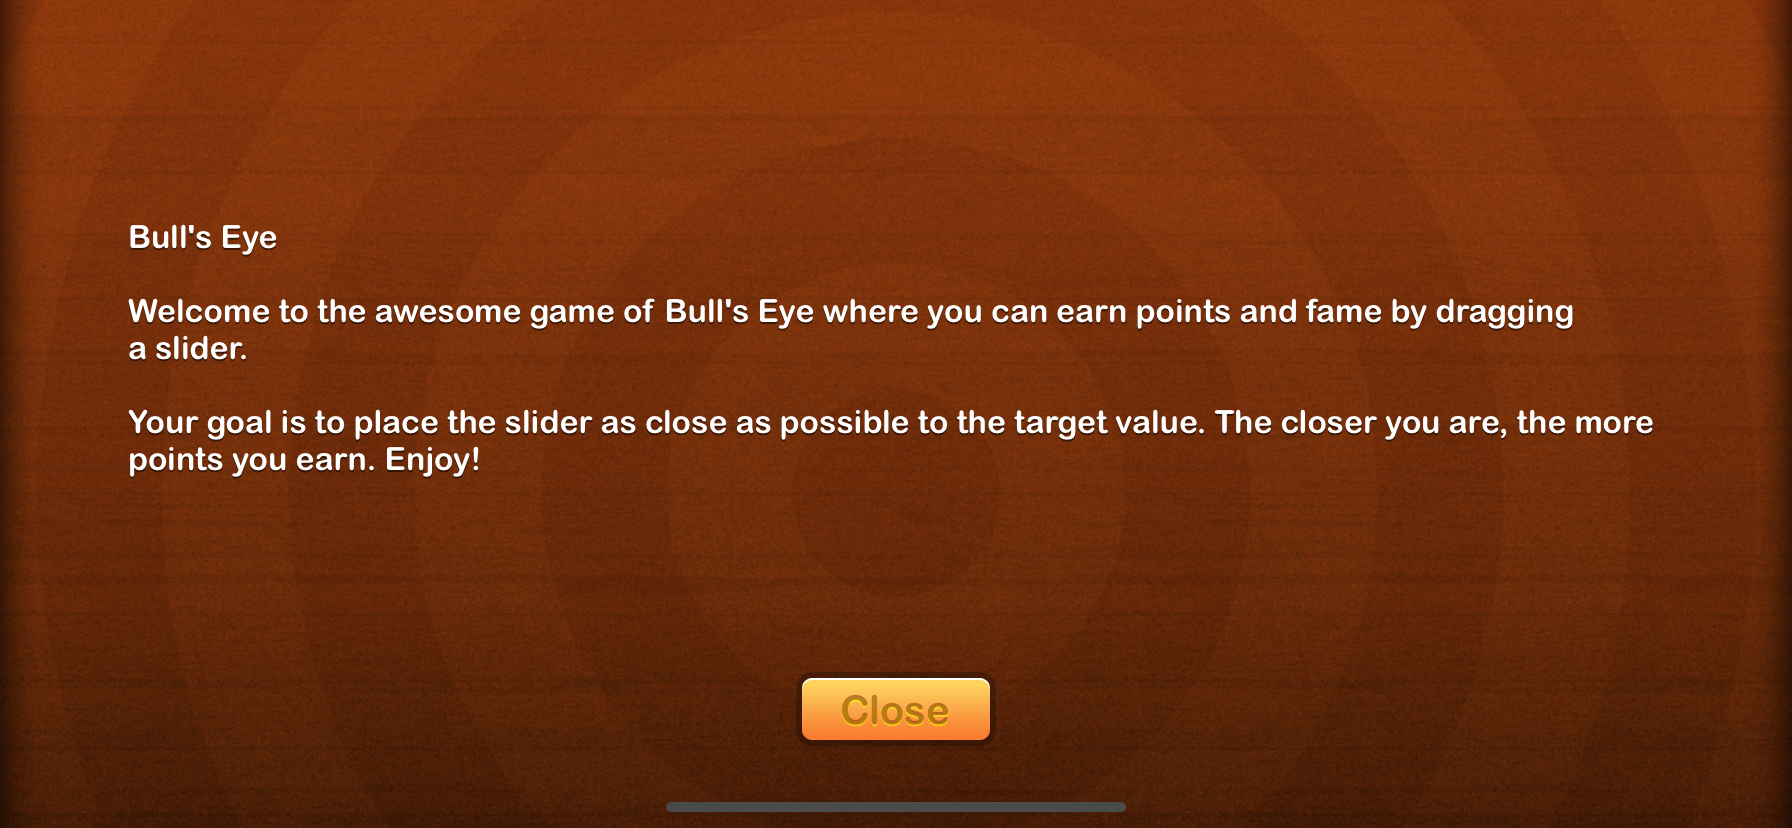 Bull's Eye
Welcome to the awesome game of Bull's Eye where you can earn points and fame by dragging
a slider.
Your goal is to place the slider as close as possible to the target value. The closer you are, the more
points you earn. Enjoy!
Close